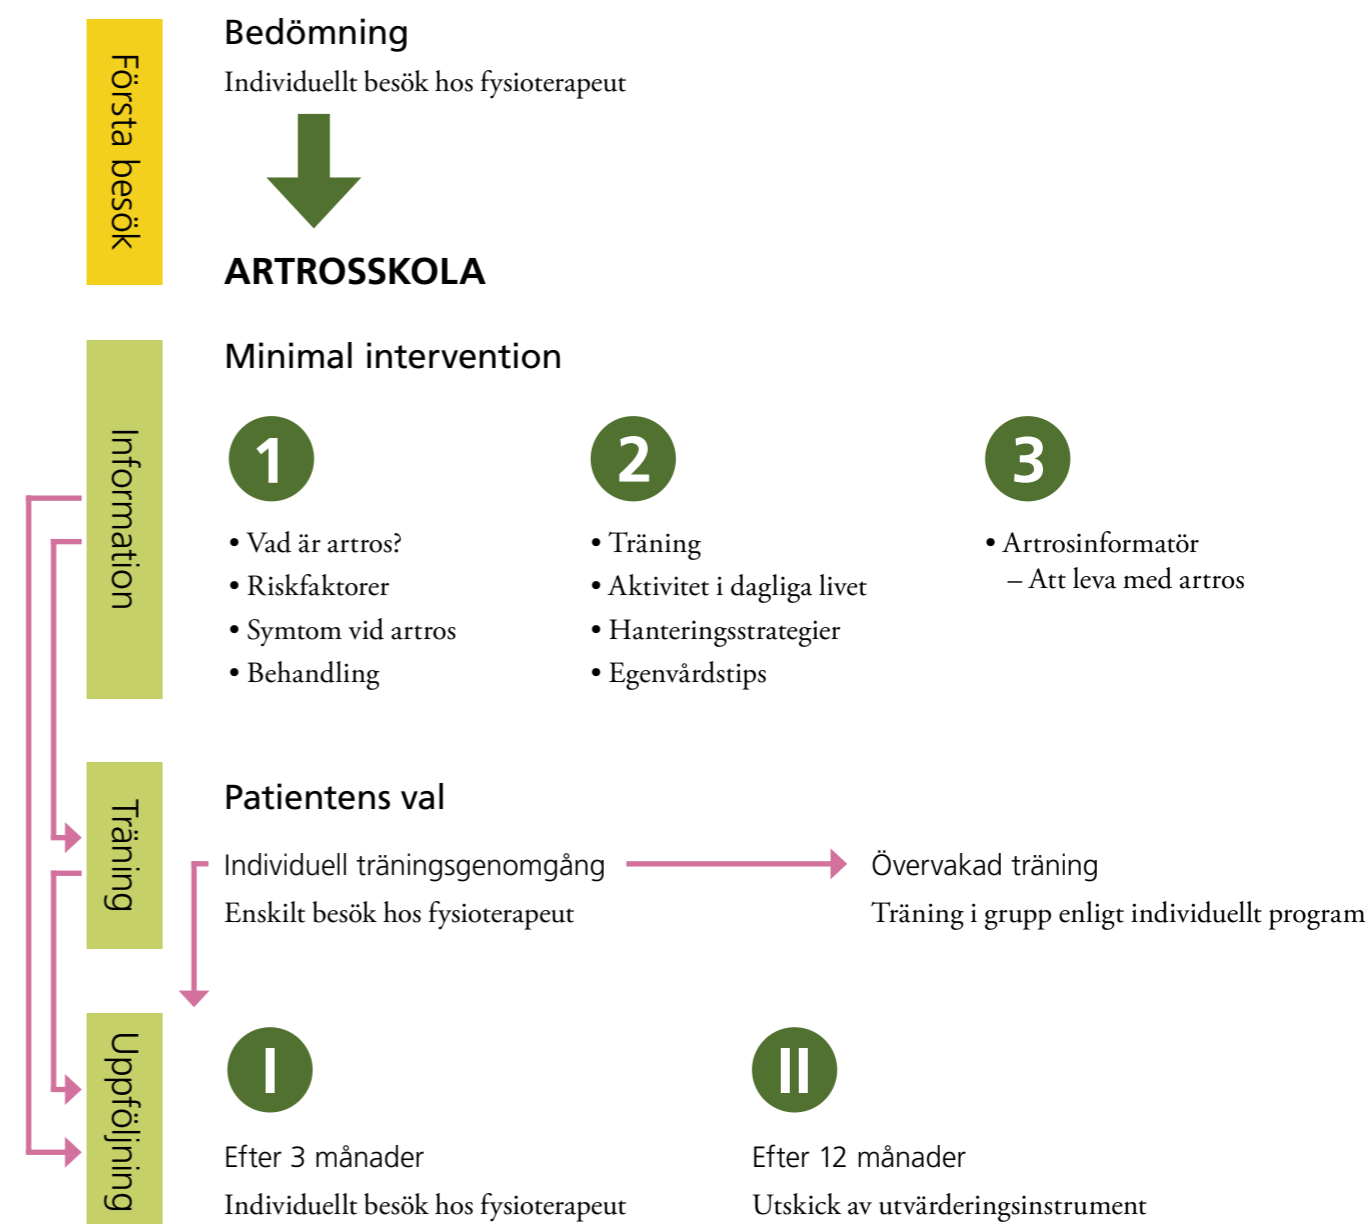 Första besök
Bedömning
Individuellt besök hos fysioterapeut
ARTROSSKOLA
Information
Minimal intervention
1
• Vad är artros?
• Riskfaktorer
• Symtom vid artros
• Behandling
2
• Träning
• Aktivitet i dagliga livet
• Hanteringsstrategier
• Egenvårdstips
3
• Artrosinformatör
– Att leva med artros
Träning
Patientens val
Individuell träningsgenomgång
Enskilt besök hos fysioterapeut
Övervakad träning
Träning i grupp enligt individuellt program
Uppföljning
I
Efter 3 månader
Individuellt besök hos fysioterapeut
II
Efter 12 månader
Utskick av utvärderingsinstrument